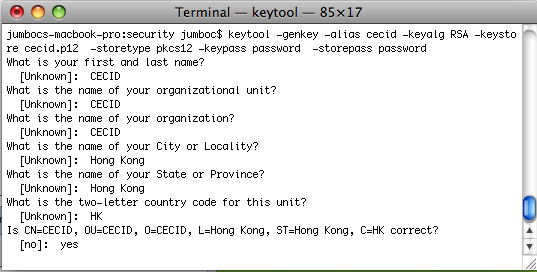 Terminal — keytool — 85×17
jumbocs-macbook-pro:security jumboc$ keytool -genkey -alias cecid -keyalg RSA -keysto
re cecid.p12  -storetype pkcs12 -keypass password  -storepass password
What is your first and last name?
  [Unknown]:  CECID
What is the name of your organizational unit?
  [Unknown]:  CECID
What is the name of your organization?
  [Unknown]:  CECID
What is the name of your City or Locality?
  [Unknown]:  Hong Kong
What is the name of your State or Province?
  [Unknown]:  Hong Kong
What is the two-letter country code for this unit?
  [Unknown]:  HK
Is CN=CECID, OU=CECID, O=CECID, L=Hong Kong, ST=Hong Kong, C=HK correct?
  [no]:  yes